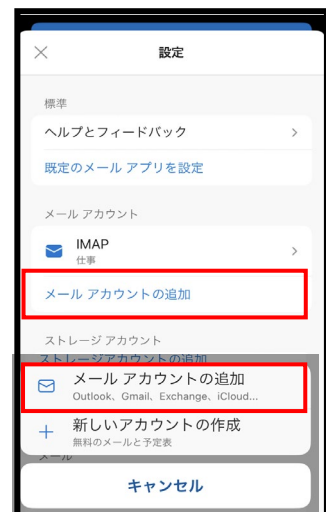 設定
標準
ヘルプとフィードバック
既定のメール アプリを設定
メール アカウント
IMAP
仕事
メール アカウントの追加
ストレージ アカウント
ストレージアカウントの追加
メール アカウントの追加
Outlook、Gmail、Exchange、iCloud...
新しいアカウントの作成
無料のメールと予定表
メール
キャンセル